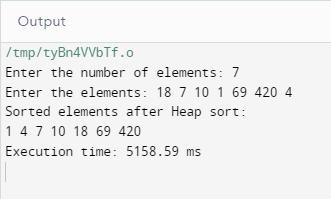 Output
/tmp/tyBn4VVbTf.o
Enter the number of elements: 7
Enter the elements: 18 7 10 1 69 420 4
Sorted elements after Heap sort:
1 4 7 10 18 69 420
Execution time: 5158.59 ms